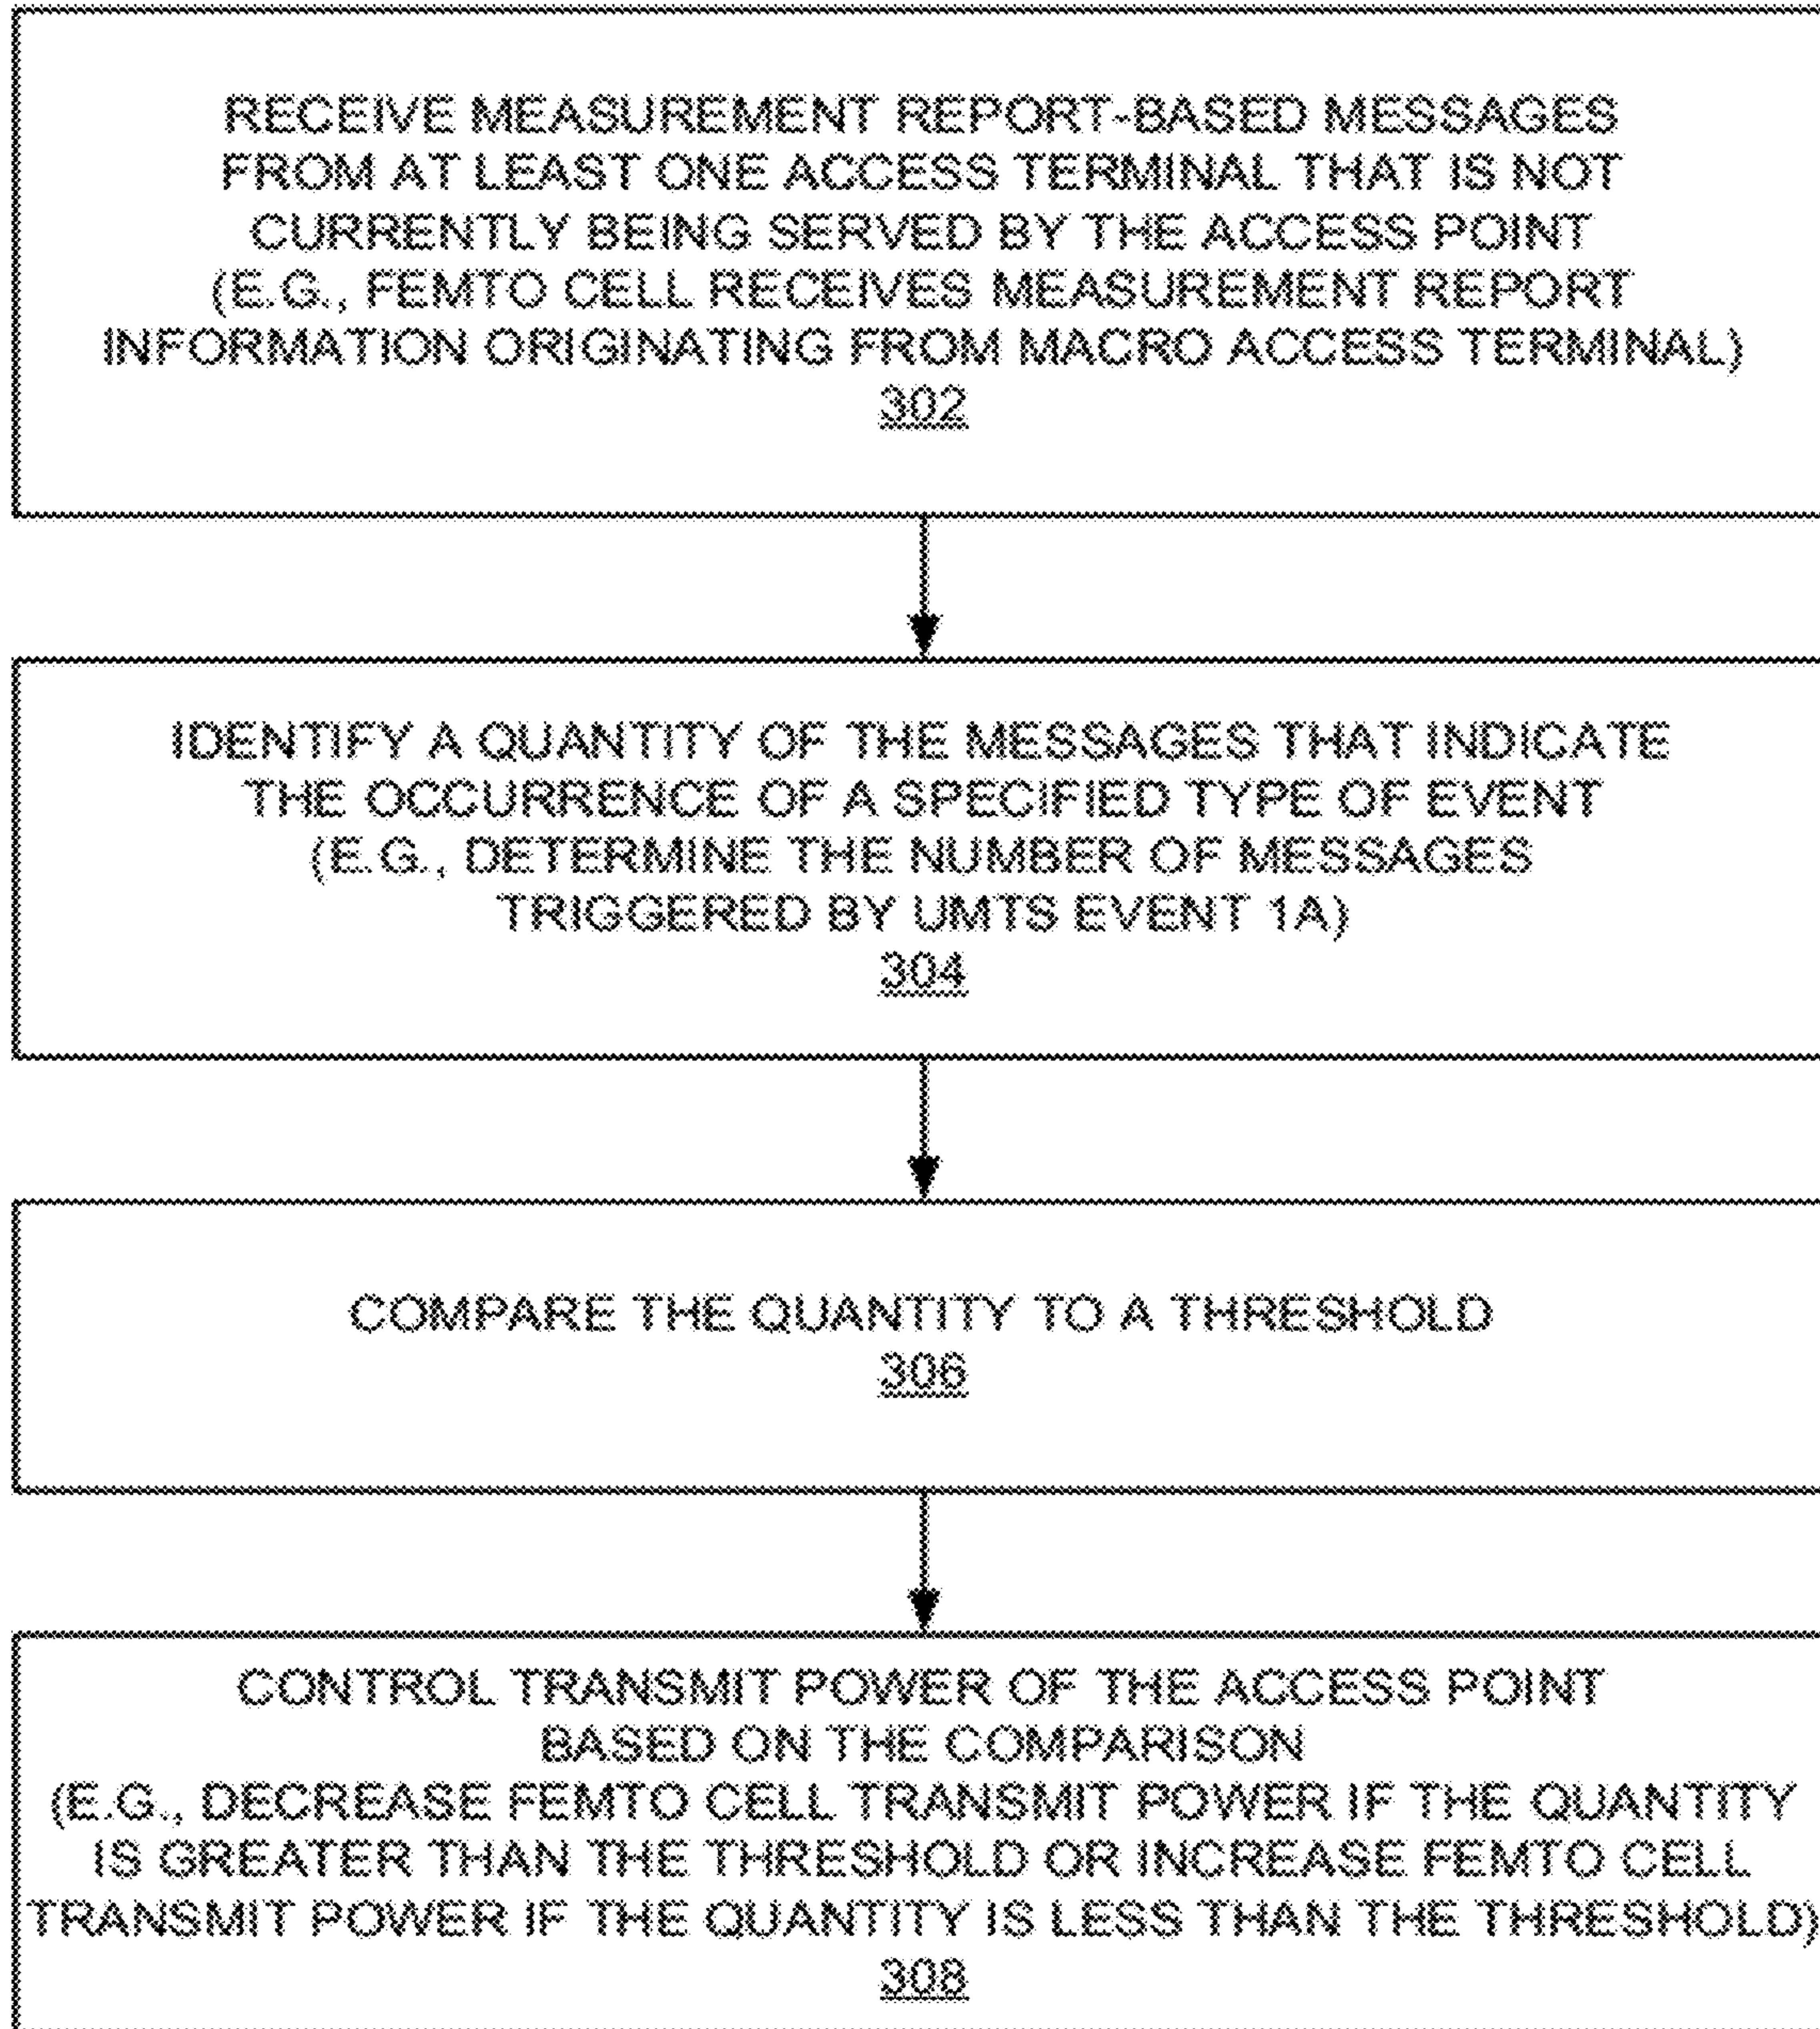 RECEIVE MEASUREMENT REPORT-BASED MESSAGES
FROM AT LEAST ONE ACCESS TERMINAL THAT IS NOT
CURRENTLY BEING SERVED BY THE ACCESS POINT
(E.G., FEMTO CELL RECEIVES MEASUREMENT REPORT
INFORMATION ORIGINATING FROM MACRO ACCESS TERMINAL)
302
IDENTIFY A QUANTITY OF THE MESSAGES THAT INDICATE
THE OCCURRENCE OF A SPECIFIED TYPE OF EVENT
(E.G., DETERMINE THE NUMBER OF MESSAGES
TRIGGERED BY UMTS EVENT 1A)
304
COMPARE THE QUANTITY TO A THRESHOLD
306
CONTROL TRANSMIT POWER OF THE ACCESS POINT
BASED ON THE COMPARISON
(E.G., DECREASE FEMTO CELL TRANSMIT POWER IF THE QUANTITY
IS GREATER THAN THE THRESHOLD OR INCREASE FEMTO CELL
TRANSMIT POWER IF THE QUANTITY IS LESS THAN THE THRESHOLD)
308